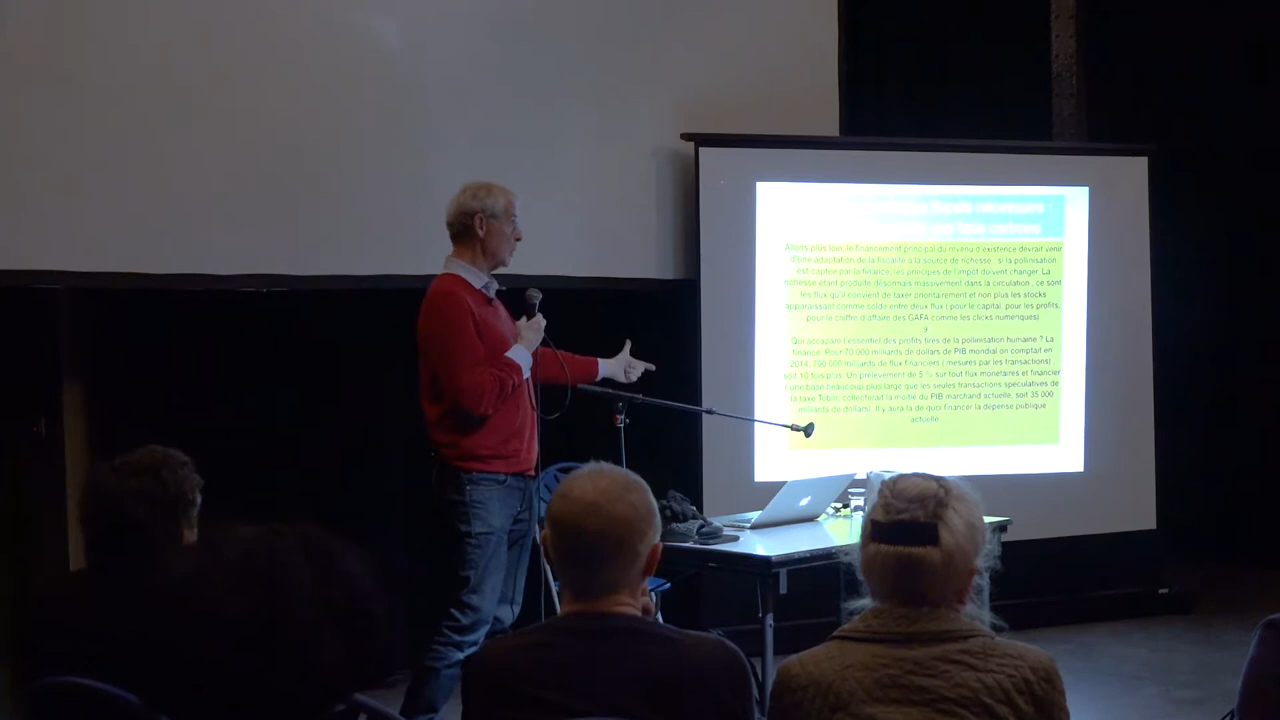 fiscale nécessaire :
taxe carbone
Allons plus loin, le financement principal du revenu d'existence devrait venir
d'une adaptation de la fiscalité à la source de richesse : si la pollinisation
est captée par la finance, les principes de l'impôt doivent changer. La
richesse étant produite désormais massivement dans la circulation , ce sont
les flux qu'il convient de taxer prioritairement et non plus les stocks
apparaissant comme solde entre deux flux ( pour le capital, pour les profits,
pour le chiffre d'affaire des GAFA comme les clicks numériques)
Qui accapare l'essentiel des profits tirés de la pollinisation humaine ? La
finance. Pour 70 000 milliards de dollars de PIB mondial on comptait en
2014, 700 000 milliards de flux financiers ( mesurés par les transactions)
soit 10 fois plus. Un prélèvement de 5 % sur tout flux monétaires et financier
( une base beaucoup plus large que les seules transactions spéculatives de
la taxe Tobin, collecterait la moitié du PIB marchand actuelle, soit 35 000
milliards de dollars). Il y aura là de quoi financer la dépense publique
actuelle